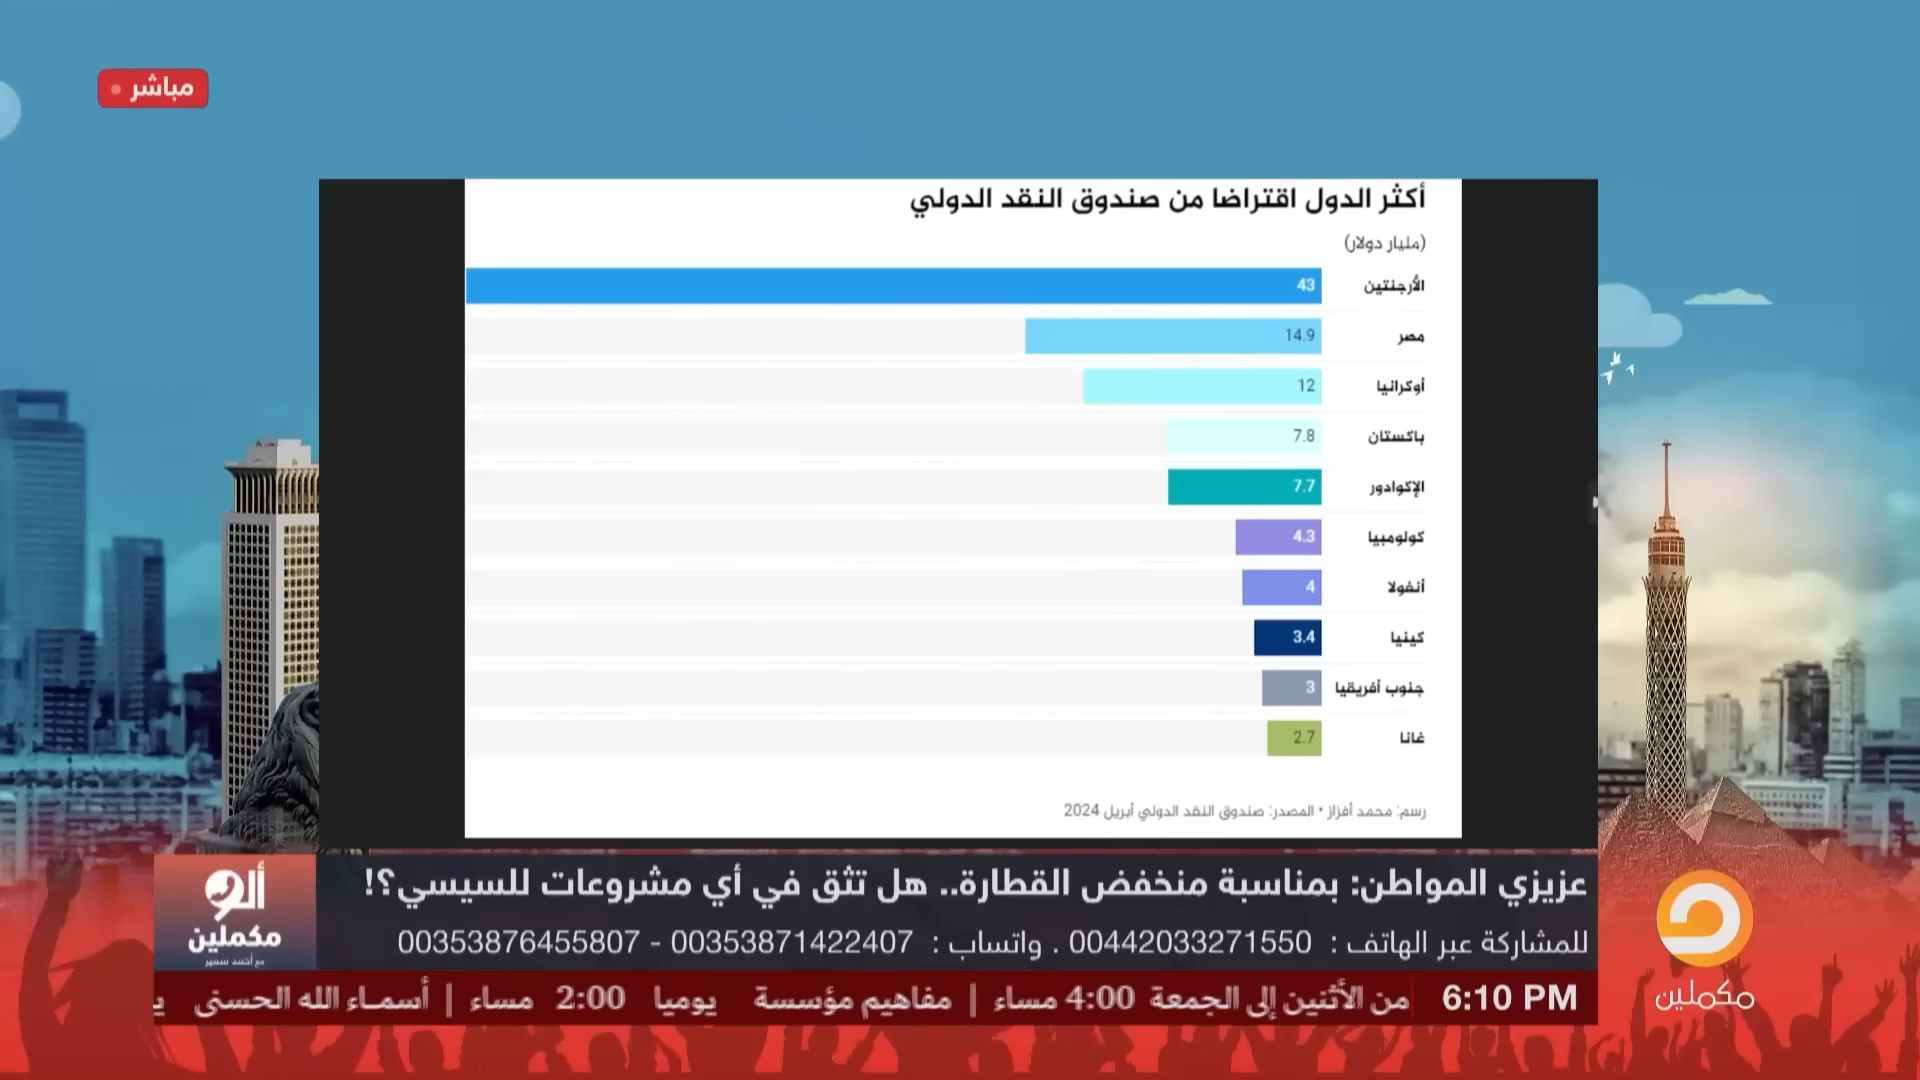 مباشر
أكثر الدول اقتراضا من صندوق النقد الدولي
(مليار دولار)
الأرجنتين 43
مصر 14.9
أوكرانيا 12
باكستان 7.8
الإكوادور 7.7
كولومبيا 4.3
أنغولا 4
كينيا 3.4
جنوب أفريقيا 3
غانا 2.7
رسم: محمد أفزاز • المصدر: صندوق النقد الدولي أبريل 2024
عزيزي المواطن: بمناسبة منخفض القطارة.. هل تثق في أي مشروعات للسيسي؟!
للمشاركة عبر الهاتف : 00442033271550 . واتساب : 00353871422407 - 00353876455807
ألو
مكملين
مع أحمد سمير
6:10 PM
من الأثنين إلى الجمعة 4:00 مساء | مفاهيم مؤسسة يوميا 2:00 مساء | أسماء الله الحسنى
مكملين